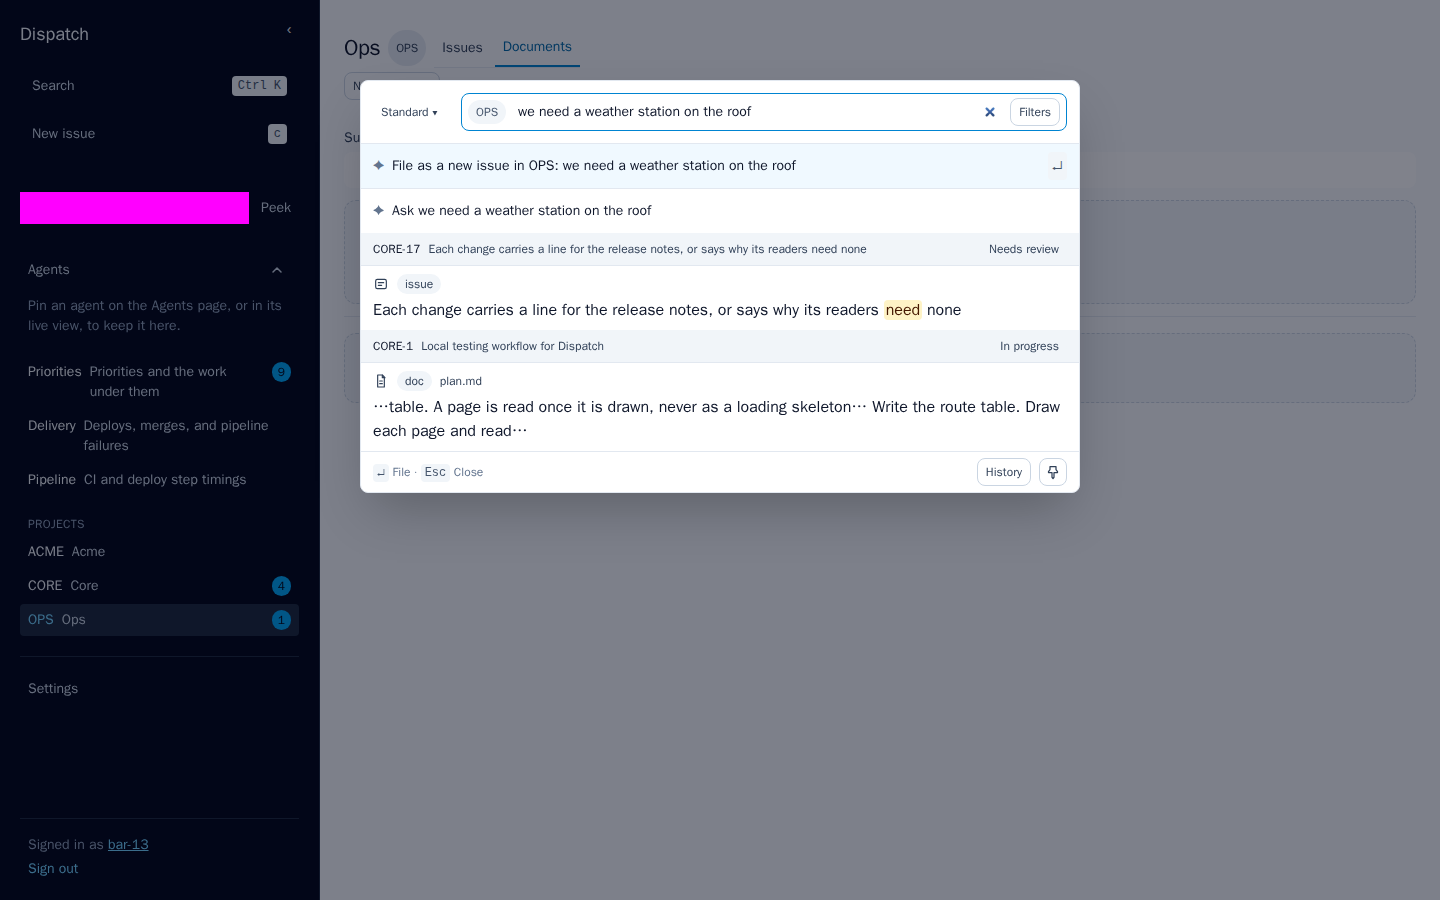 Dispatch
Search Ctrl K
New issue C
Peek
Agents
Pin an agent on the Agents page, or in its
live view, to keep it here.
Priorities Priorities and the work
under them 9
Delivery Deploys, merges, and pipeline
failures
Pipeline CI and deploy step timings
PROJECTS
ACME Acme
CORE Core 4
OPS Ops 1
Settings
Signed in as bar-13
Sign out
Ops OPS Issues Documents
Standard ▾ OPS we need a weather station on the roof Filters
File as a new issue in OPS: we need a weather station on the roof
Ask we need a weather station on the roof
CORE-17 Each change carries a line for the release notes, or says why its readers need none Needs review
issue
Each change carries a line for the release notes, or says why its readers need none
CORE-1 Local testing workflow for Dispatch In progress
doc plan.md
⋯table. A page is read once it is drawn, never as a loading skeleton⋯ Write the route table. Draw
each page and read⋯
↵ File · Esc Close History